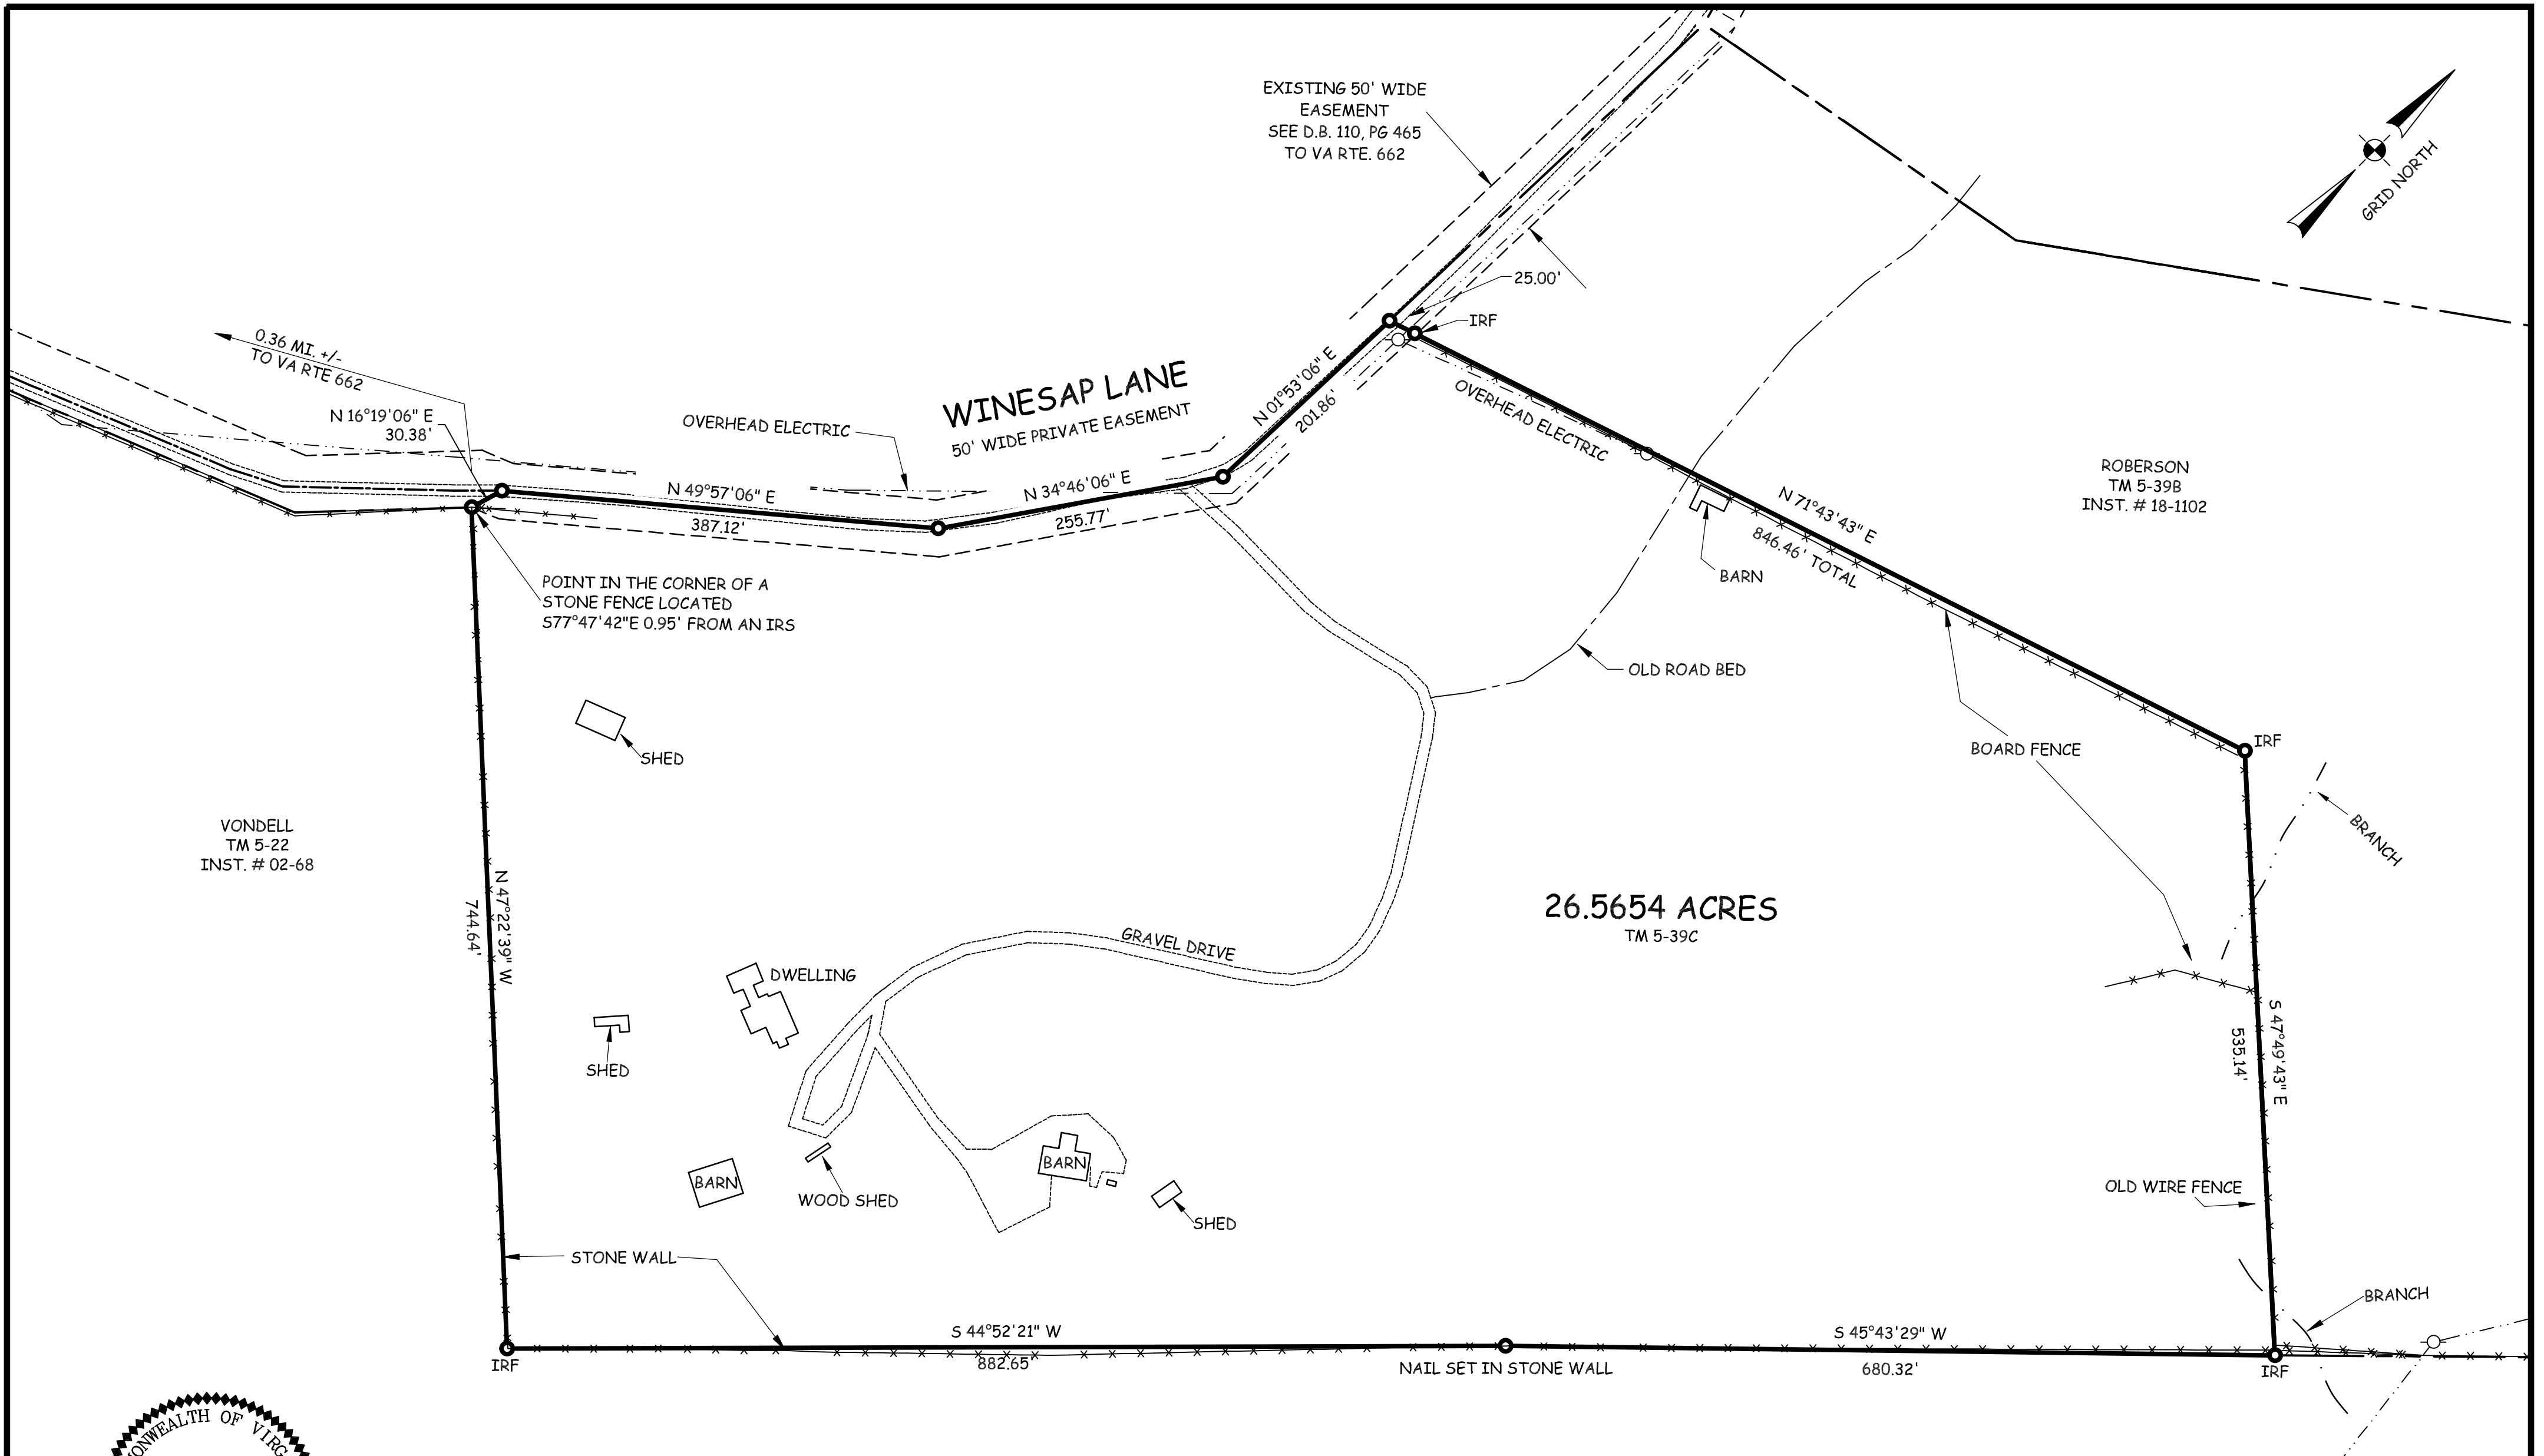 EXISTING 50' WIDE
EASEMENT
SEE D.B. 110, PG 465
TO VA RTE. 662
GRID NORTH
25.00'
IRF
0.36 MI. +/-
TO VA RTE 662
N 16°19'06" E
30.38'
OVERHEAD ELECTRIC
WINESAP LANE
50' WIDE PRIVATE EASEMENT
N 01°53'06" E
201.86'
OVERHEAD ELECTRIC
N 49°57'06" E
387.12'
N 34°46'06" E
255.77'
ROBERSON
TM 5-39B
INST. # 18-1102
N 71°43'43" E
846.46' TOTAL
BARN
POINT IN THE CORNER OF A
STONE FENCE LOCATED
S77°47'42"E 0.95' FROM AN IRS
OLD ROAD BED
SHED
BOARD FENCE
IRF
BRANCH
VONDELL
TM 5-22
INST. # 02-68
N 47°22'39" W
744.64'
26.5654 ACRES
TM 5-39C
GRAVEL DRIVE
DWELLING
SHED
S 47°49'43" E
535.14'
BARN
WOOD SHED
BARN
SHED
OLD WIRE FENCE
STONE WALL
BRANCH
S 44°52'21" W
882.65'
S 45°43'29" W
680.32'
IRF
NAIL SET IN STONE WALL
IRF
OF